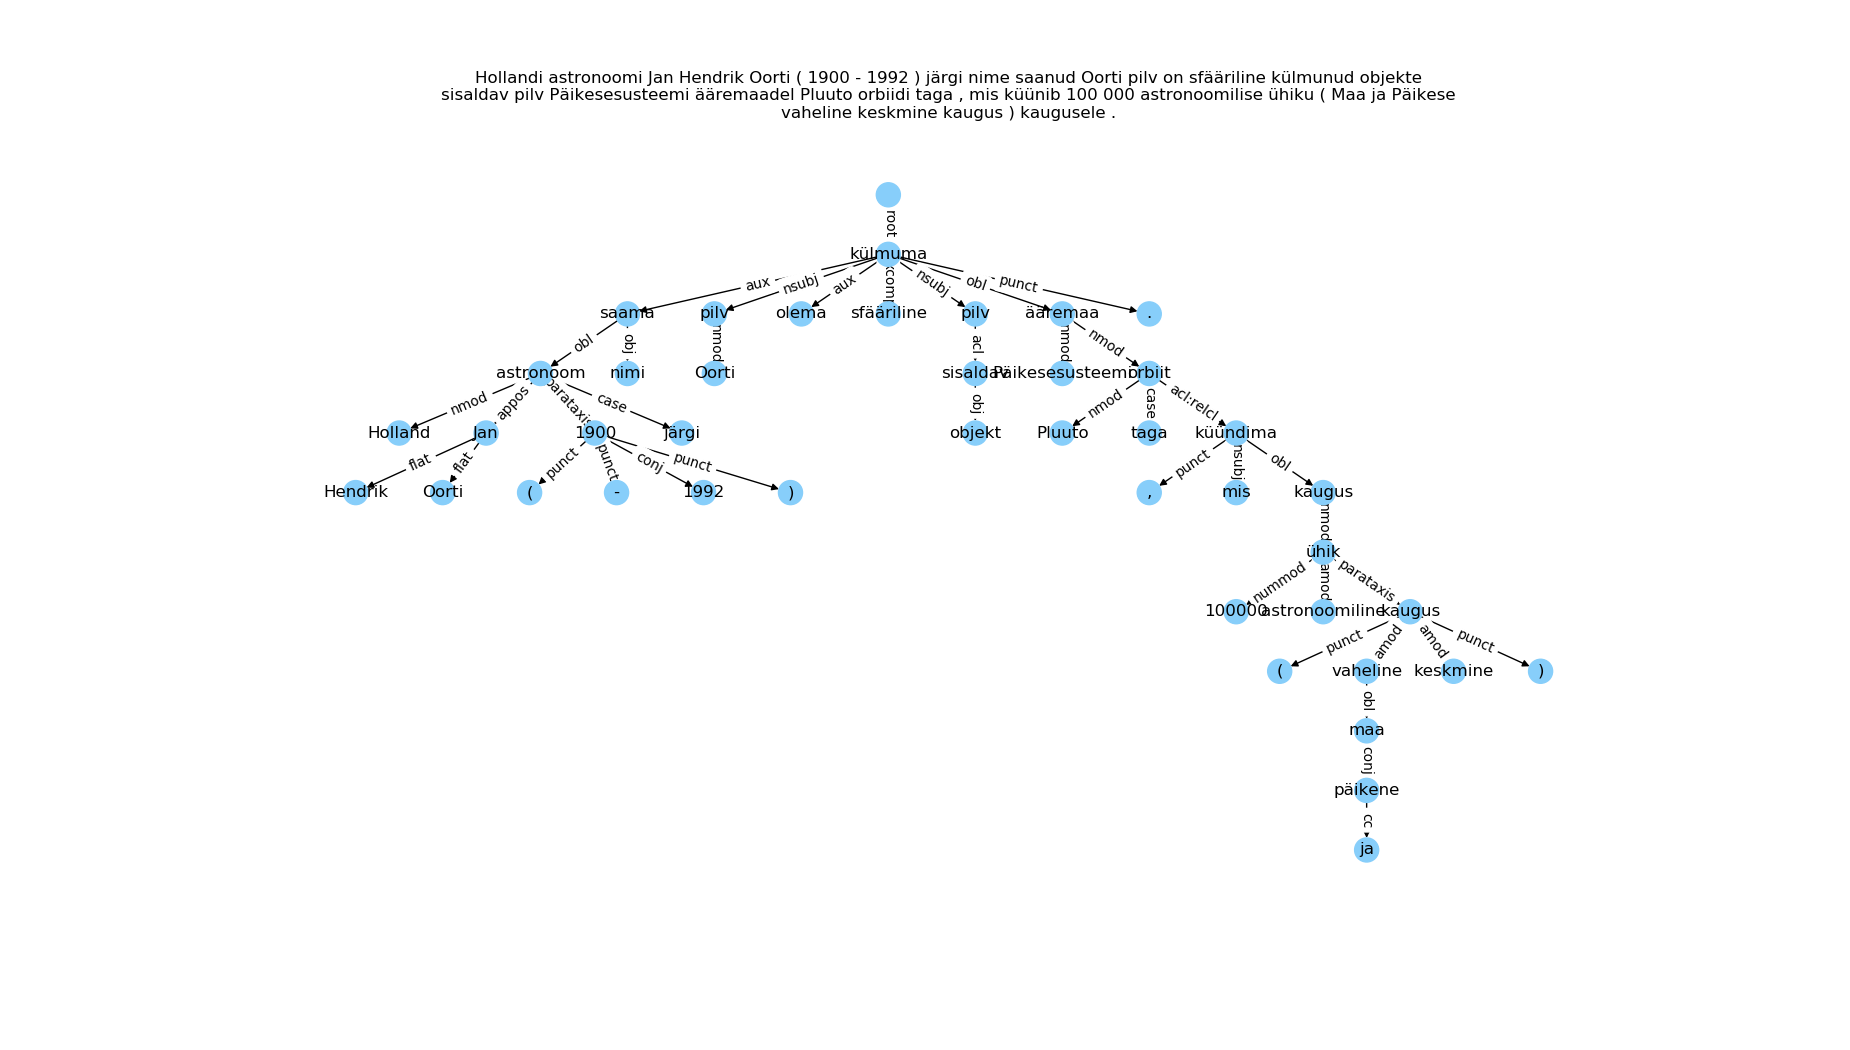 Hollandi astronoomi Jan Hendrik Oorti ( 1900 - 1992 ) järgi nime saanud Oorti pilv on sfääriline külmunud objekte
sisaldav pilv Päikesesusteemi ääremaadel Pluuto orbiidi taga , mis küünib 100 000 astronoomilise ühiku ( Maa ja Päikese
vaheline keskmine kaugus ) kaugusele .
root
külmuma
aux nsubj aux xcomp nsubj obl punct
saama pilv olema sfääriline pilv ääremaa .
obl obj nmod acl nmod nmod
astronoom nimi Oorti sisaldav Päikesesusteemi orbiit
nmod appos parataxis case obj nmod case acl:relcl
Holland Jan 1900 järgi objekt Pluuto taga küündima
flat flat punct punct conj punct punct nsubj obl
Hendrik Oorti ( - 1992 ) , mis kaugus
nmod
ühik
nummod amod parataxis
100000 astronoomiline kaugus
punct amod amod punct
( vaheline keskmine )
obl
maa
conj
päikene
cc
ja